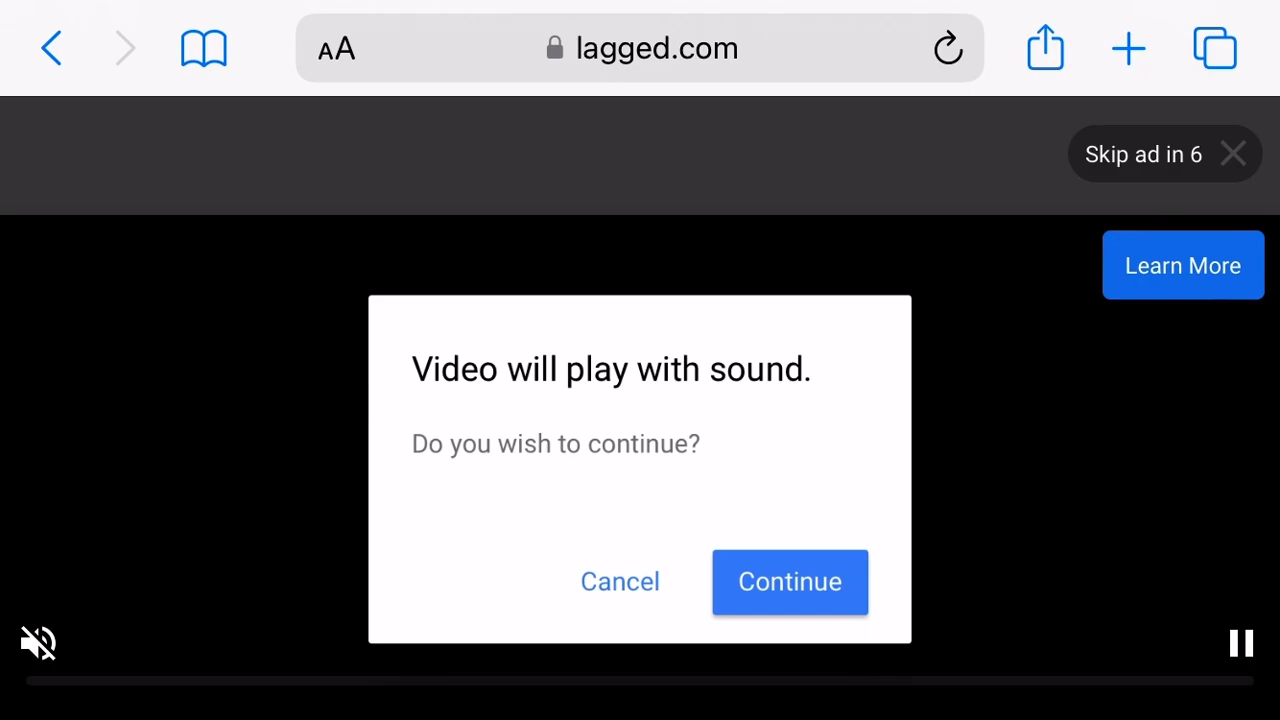 AA
lagged.com
Skip ad in 6
Learn More
Video will play with sound.
Do you wish to continue?
Cancel
Continue